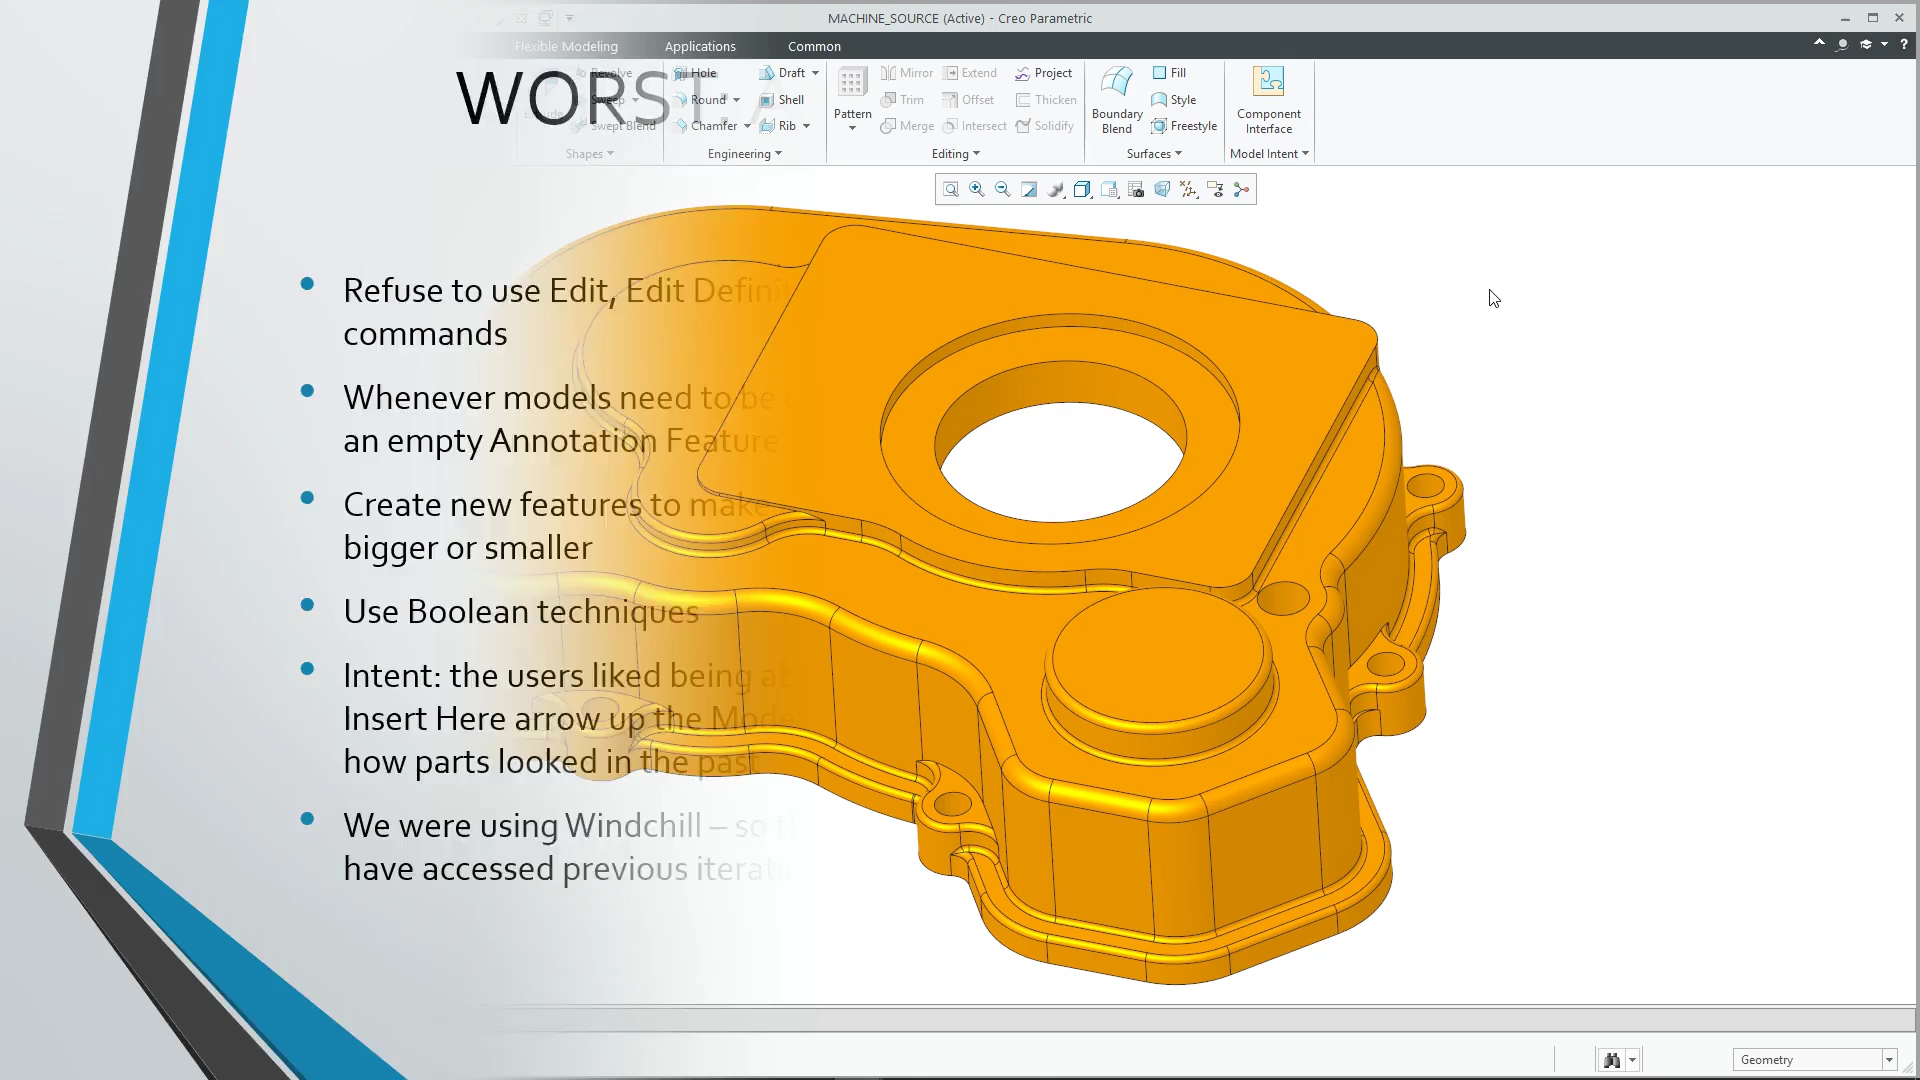 MACHINE_SOURCE (Active) - Creo Parametric
Flexible Modeling Applications Common
WORST: A
Revolve Hole Draft Mirror Extend Project Fill
Sweep Round Shell Pattern Trim Offset Thicken Boundary Blend Style Component Interface
Swept Blend Chamfer Rib Merge Intersect Solidify Freestyle
Shapes Engineering Editing Surfaces Model Intent
Refuse to use Edit, Edit
commands
Whenever models need to be
an empty Annotation Feature
Create new features to make
bigger or smaller
Use Boolean techniques
Intent: the users liked being
Insert Here arrow up the
how parts looked in the past
We were using Windchill – so
have accessed previous
Geometry